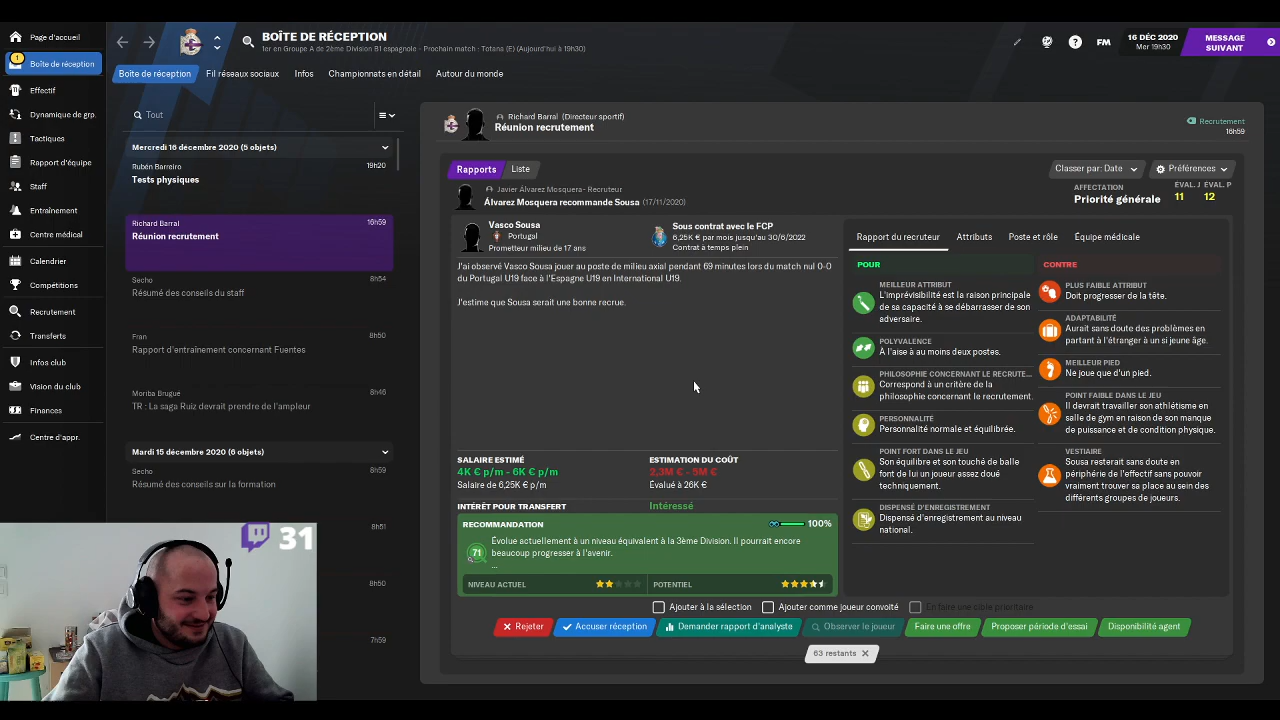 Page d'accueil
1
Boîte de réception
Effectif
Dynamique de grp.
Tactiques
Rapport d'équipe
Staff
Entraînement
Centre médical
Calendrier
Compétitions
Recrutement
Transferts
Infos club
Vision du club
Finances
Centre d'appr.
BOÎTE DE RÉCEPTION
1er en Groupe A de 2ème Division B1 espagnole - Prochain match - Totana (E) (Aujourd'hui à 19h30)
FM
16 DÉC 2020
Mer 19h30
MESSAGE SUIVANT
Boîte de réception
Fil réseaux sociaux
Infos
Championnats en détail
Autour du monde
Tout
Mercredi 16 décembre 2020 (5 objets)
Rubén Barreiro
19h20
Tests physiques
Richard Barral
16h59
Réunion recrutement
Secho
8h54
Résumé des conseils du staff
Fran
8h50
Rapport d'entraînement concernant Fuentes
Moriba Brugué
8h46
TR : La saga Ruiz devrait prendre de l'ampleur
Mardi 15 décembre 2020 (6 objets)
Secho
8h59
Résumé des conseils sur la formation
8h51
8h50
7h59
31
Richard Barral (Directeur sportif)
Réunion recrutement
Recrutement
16h59
Rapports
Liste
Classer par: Date
Préférences
Javier Álvarez Mosquera- Recruteur
Álvarez Mosquera recommande Sousa (17/11/2020)
AFFECTATION
Priorité générale
ÉVAL. J
11
ÉVAL. P
12
Vasco Sousa
Portugal
Prometteur milieu de 17 ans
Sous contrat avec le FCP
6,25K € par mois jusqu'au 30/6/2022
Contrat à temps plein
J'ai observé Vasco Sousa jouer au poste de milieu axial pendant 69 minutes lors du match nul 0-0
du Portugal U19 face à l'Espagne U19 en International U19.
J'estime que Sousa serait une bonne recrue.
SALAIRE ESTIMÉ
4K € p/m - 6K € p/m
Salaire de 6,25K € p/m
ESTIMATION DU COÛT
2,3M € - 5M €
Évalué à 26K €
INTÉRÊT POUR TRANSFERT
Intéressé
RECOMMANDATION
100%
71
Évolue actuellement à un niveau équivalent à la 3ème Division. Il pourrait encore
beaucoup progresser à l'avenir.
...
NIVEAU ACTUEL
POTENTIEL
Rapport du recruteur
Attributs
Poste et rôle
Équipe médicale
POUR
MEILLEUR ATTRIBUT
L'imprévisibilité est la raison principale
de sa capacité à se débarrasser de son
adversaire.
POLYVALENCE
À l'aise à au moins deux postes.
PHILOSOPHIE CONCERNANT LE RECRUTE...
Correspond à un critère de la
philosophie concernant le recrutement.
PERSONNALITÉ
Personnalité normale et équilibrée.
POINT FORT DANS LE JEU
Son équilibre et son touché de balle
font de lui un joueur assez doué
techniquement.
DISPENSÉ D'ENREGISTREMENT
Dispensé d'enregistrement au niveau
national.
CONTRE
PLUS FAIBLE ATTRIBUT
Doit progresser de la tête.
ADAPTABILITÉ
Aurait sans doute des problèmes en
partant à l'étranger à un si jeune âge.
MEILLEUR PIED
Ne joue que d'un pied.
POINT FAIBLE DANS LE JEU
Il devrait travailler son athlétisme en
salle de gym en raison de son manque
de puissance et de condition physique.
VESTIAIRE
Sousa resterait sans doute en
périphérie de l'effectif sans pouvoir
vraiment trouver sa place au sein des
différents groupes de joueurs.
Ajouter à la sélection
Ajouter comme joueur convoité
En faire une cible prioritaire
Rejeter
Accuser réception
Demander rapport d'analyste
Observer le joueur
Faire une offre
Proposer période d'essai
Disponibilité agent
63 restants